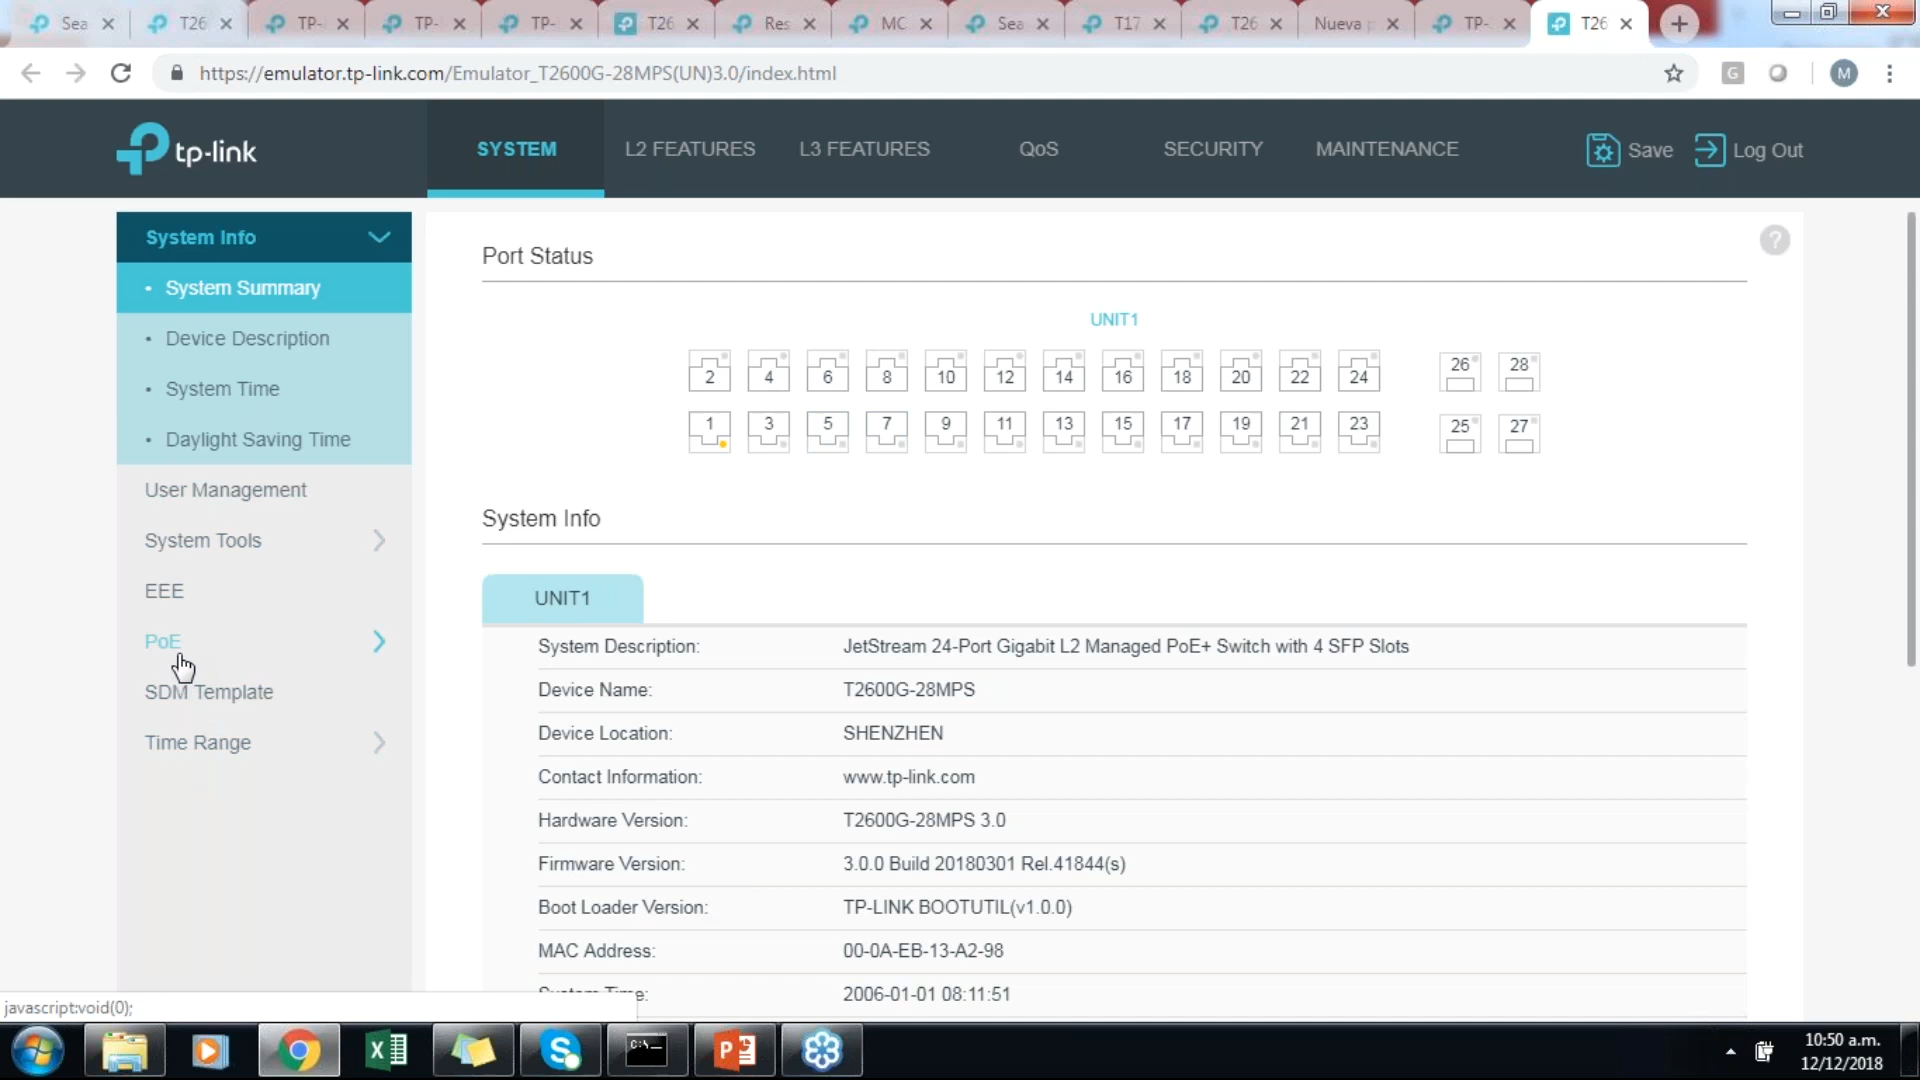 Sea
T26
TP-
TP-
TP-
T26
Res
MC
Sea
T17
T26
Nueva p
TP-
T26
https://emulator.tp-link.com/Emulator_T2600G-28MPS(UN)3.0/index.html
G
M
tp-link
SYSTEM
L2 FEATURES
L3 FEATURES
QoS
SECURITY
MAINTENANCE
Save
Log Out
System Info
• System Summary
• Device Description
• System Time
• Daylight Saving Time
User Management
System Tools
EEE
PoE
SDM Template
Time Range
Port Status
?
UNIT1
2 4 6 8 10 12 14 16 18 20 22 24 26 28
1 3 5 7 9 11 13 15 17 19 21 23 25 27
System Info
UNIT1
System Description: JetStream 24-Port Gigabit L2 Managed PoE+ Switch with 4 SFP Slots
Device Name: T2600G-28MPS
Device Location: SHENZHEN
Contact Information: www.tp-link.com
Hardware Version: T2600G-28MPS 3.0
Firmware Version: 3.0.0 Build 20180301 Rel.41844(s)
Boot Loader Version: TP-LINK BOOTUTIL(v1.0.0)
MAC Address: 00-0A-EB-13-A2-98
System Time: 2006-01-01 08:11:51
javascript:void(0);
10:50 a.m.
12/12/2018